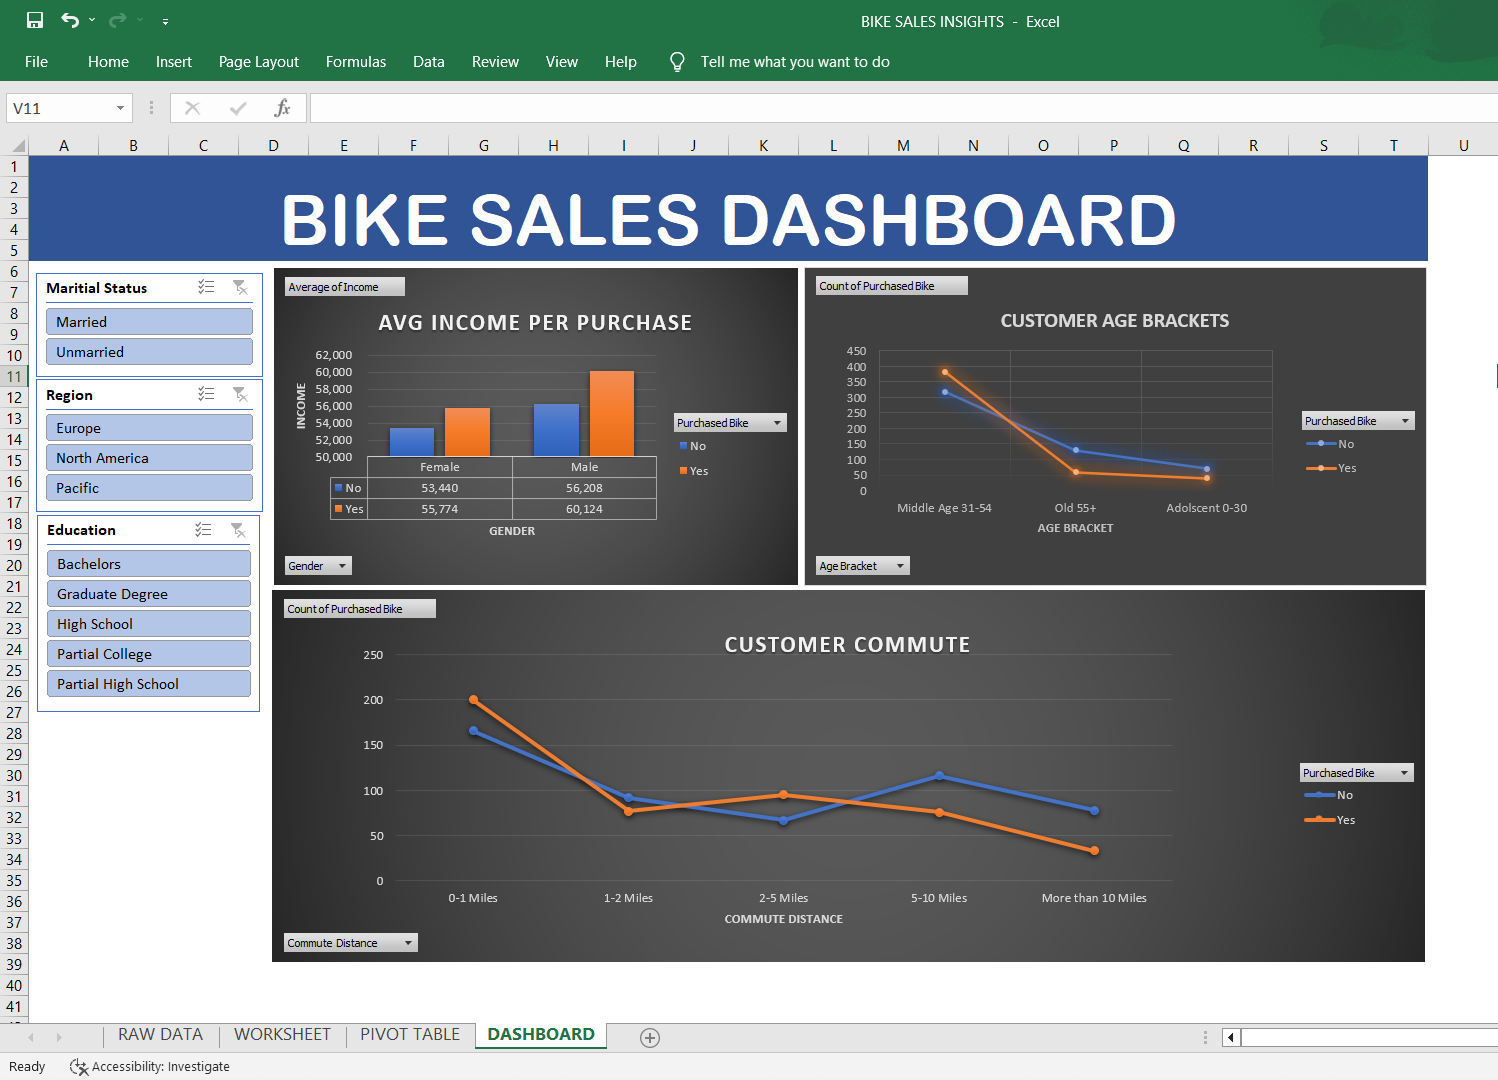 BIKE SALES INSIGHTS - Excel
File Home Insert Page Layout Formulas Data Review View Help Tell me what you want to do
V11 fx
A B C D E F G H I J K L M N O P Q R S T U
1
2
3
4
5
6
7
8
9
10
11
12
13
14
15
16
17
18
19
20
21
22
23
24
25
26
27
28
29
30
31
32
33
34
35
36
37
38
39
40
41
BIKE SALES DASHBOARD
Maritial Status
Married
Unmarried
Region
Europe
North America
Pacific
Education
Bachelors
Graduate Degree
High School
Partial College
Partial High School
Average of Income
AVG INCOME PER PURCHASE
62,000
60,000
58,000
56,000
54,000
52,000
50,000
INCOME
Female Male
No 53,440 56,208
Yes 55,774 60,124
GENDER
Purchased Bike
No
Yes
Gender
Count of Purchased Bike
CUSTOMER AGE BRACKETS
450
400
350
300
250
200
150
100
50
0
Middle Age 31-54 Old 55+ Adolscent 0-30
AGE BRACKET
Purchased Bike
No
Yes
Age Bracket
Count of Purchased Bike
CUSTOMER COMMUTE
250
200
150
100
50
0
0-1 Miles 1-2 Miles 2-5 Miles 5-10 Miles More than 10 Miles
COMMUTE DISTANCE
Purchased Bike
No
Yes
Commute Distance
RAW DATA WORKSHEET PIVOT TABLE DASHBOARD
Ready Accessibility: Investigate